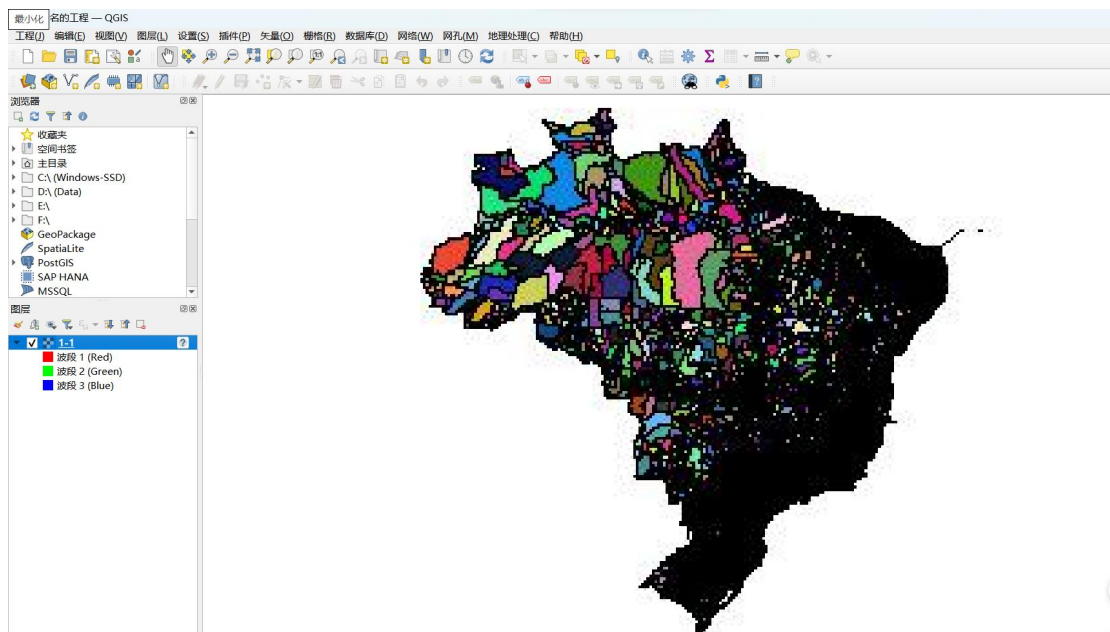 最小化 名的工程 — QGIS
工程(J) 编辑(E) 视图(V) 图层(L) 设置(S) 插件(P) 矢量(O) 栅格(R) 数据库(D) 网络(W) 网孔(M) 地理处理(C) 帮助(H)
浏览器
收藏夹
空间书签
主目录
C:\ (Windows-SSD)
D:\ (Data)
E:\
F:\
GeoPackage
SpatiaLite
PostGIS
SAP HANA
MSSQL
图层
1-1
波段 1 (Red)
波段 2 (Green)
波段 3 (Blue)